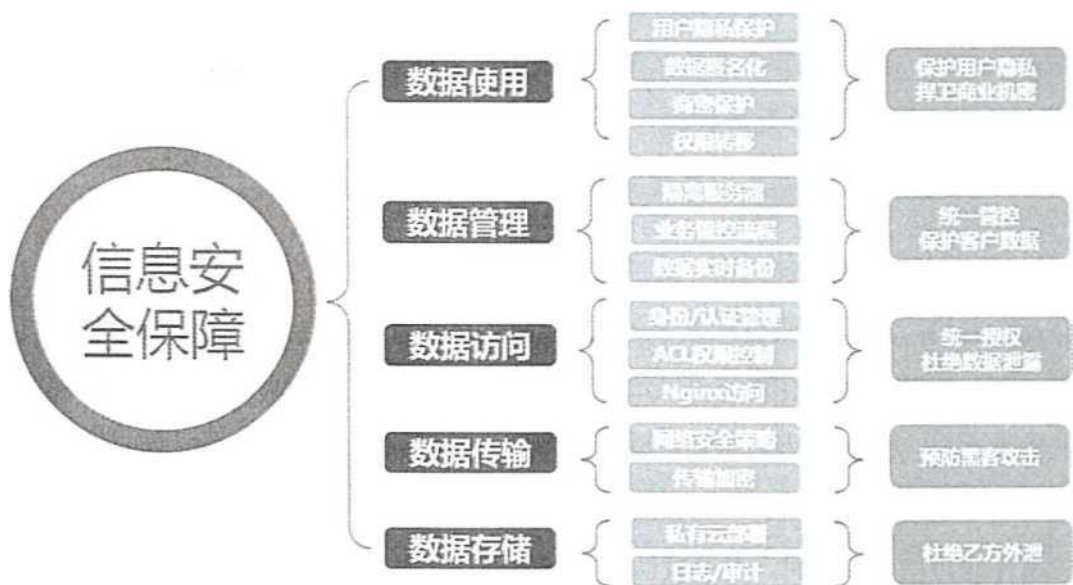 信息安
全保障
数据使用
用户隐私保护
数据匿名化
商密保护
权限转移
保护用户隐私
捍卫商业机密
数据管理
隔离服务器
业务管控流程
数据实时备份
统一管控
保护客户数据
数据访问
身份/认证管理
ACL权限控制
Nginx访问
统一授权
杜绝数据泄露
数据传输
网络安全策略
传输加密
预防黑客攻击
数据存储
私有云部署
日志/审计
杜绝乙方外泄